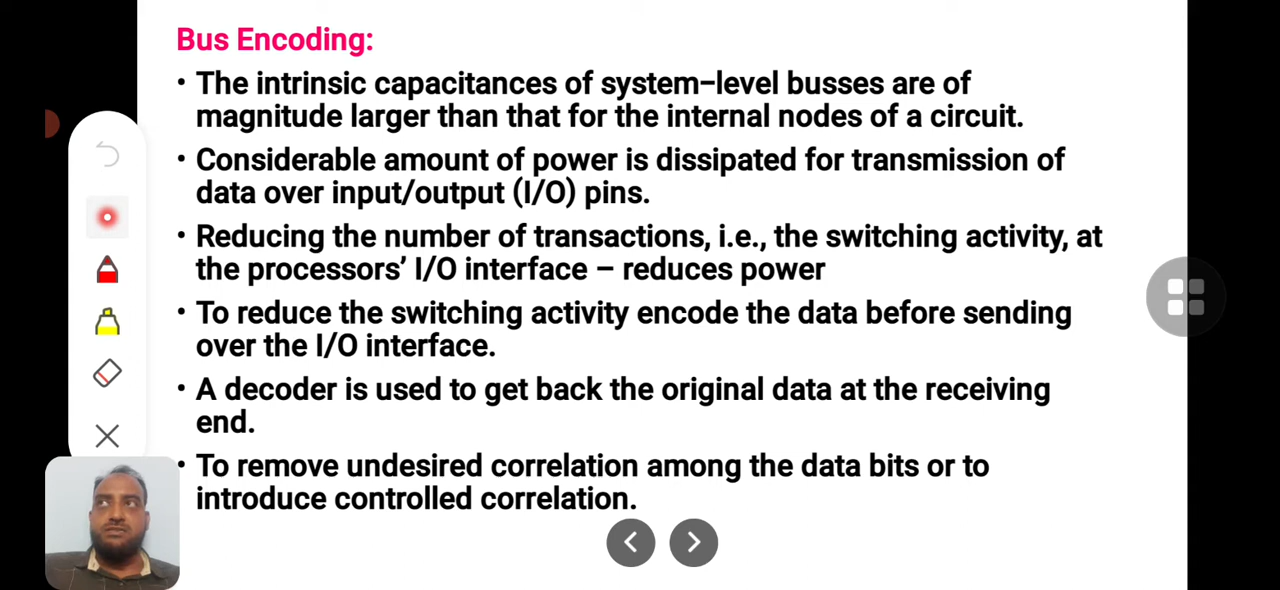 Bus Encoding:
• The intrinsic capacitances of system-level busses are of
magnitude larger than that for the internal nodes of a circuit.
• Considerable amount of power is dissipated for transmission of
data over input/output (I/O) pins.
• Reducing the number of transactions, i.e., the switching activity, at
the processors’ I/O interface – reduces power
• To reduce the switching activity encode the data before sending
over the I/O interface.
• A decoder is used to get back the original data at the receiving
end.
• To remove undesired correlation among the data bits or to
introduce controlled correlation.